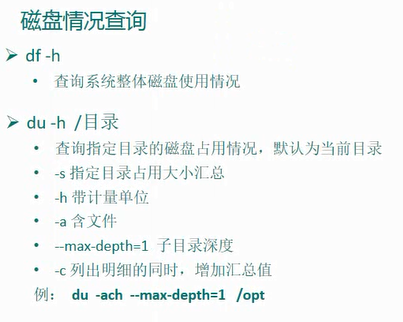 磁盘情况查询
➢ df -h
• 查询系统整体磁盘使用情况
➢ du -h /目录
• 查询指定目录的磁盘占用情况，默认为当前目录
• -s 指定目录占用大小汇总
• -h 带计量单位
• -a 含文件
• --max-depth=1 子目录深度
• -c 列出明细的同时，增加汇总值
例： du -ach --max-depth=1 /opt